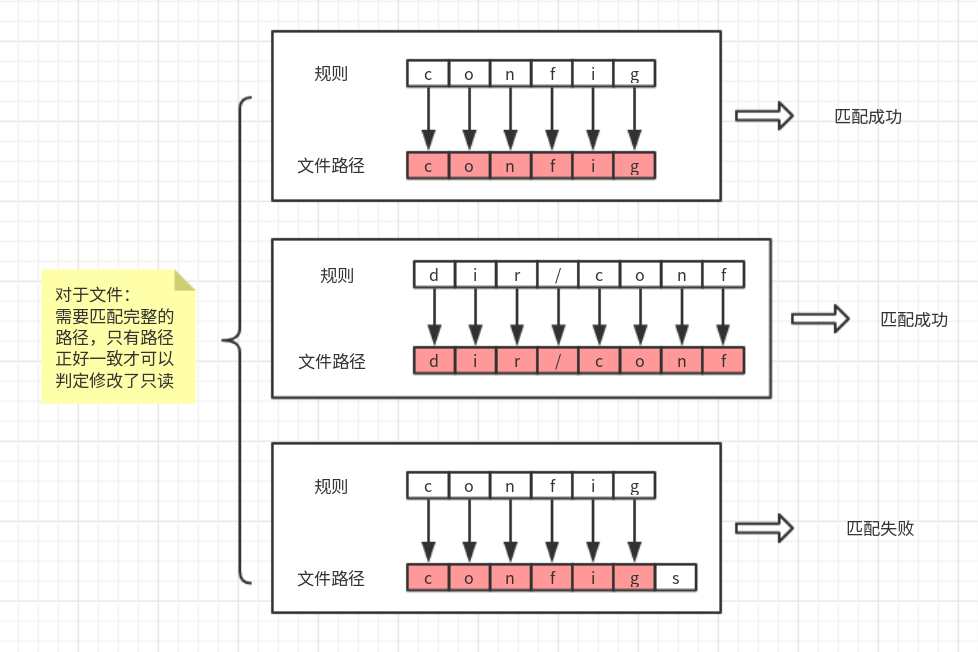 规则 c o n f i g
文件路径 c o n f i g
匹配成功
规则 d i r / c o n f
文件路径 d i r / c o n f
匹配成功
对于文件：
需要匹配完整的
路径，只有路径
正好一致才可以
判定修改了只读
规则 c o n f i g
文件路径 c o n f i g s
匹配失败